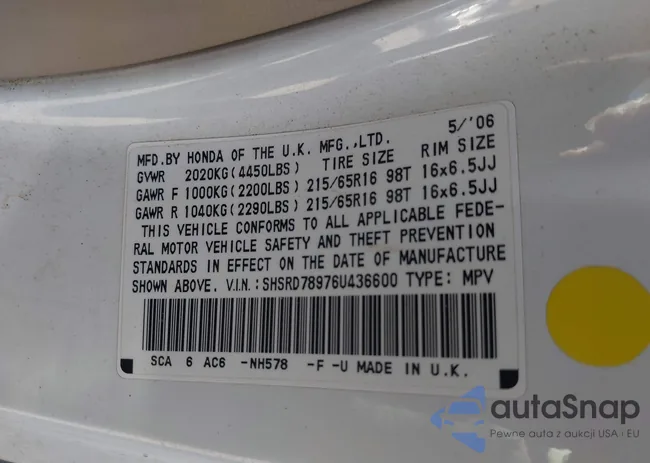 5/'06
MFD.BY HONDA OF THE U.K. MFG.,LTD.
GVWR 2020KG(4450LBS) TIRE SIZE RIM SIZE
GAWR F 1000KG(2200LBS) 215/65R16 98T 16x6.5JJ
GAWR R 1040KG(2290LBS) 215/65R16 98T 16x6.5JJ
THIS VEHICLE CONFORMS TO ALL APPLICABLE FEDE-
RAL MOTOR VEHICLE SAFETY AND THEFT PREVENTION
STANDARDS IN EFFECT ON THE DATE OF MANUFACTURE
SHOWN ABOVE. V.I.N.:SHSRD78976U436600 TYPE: MPV
SCA 6 AC6 -NH578 -F -U MADE IN U.K.
autaSnap
Pewne auta z aukcji USA i EU